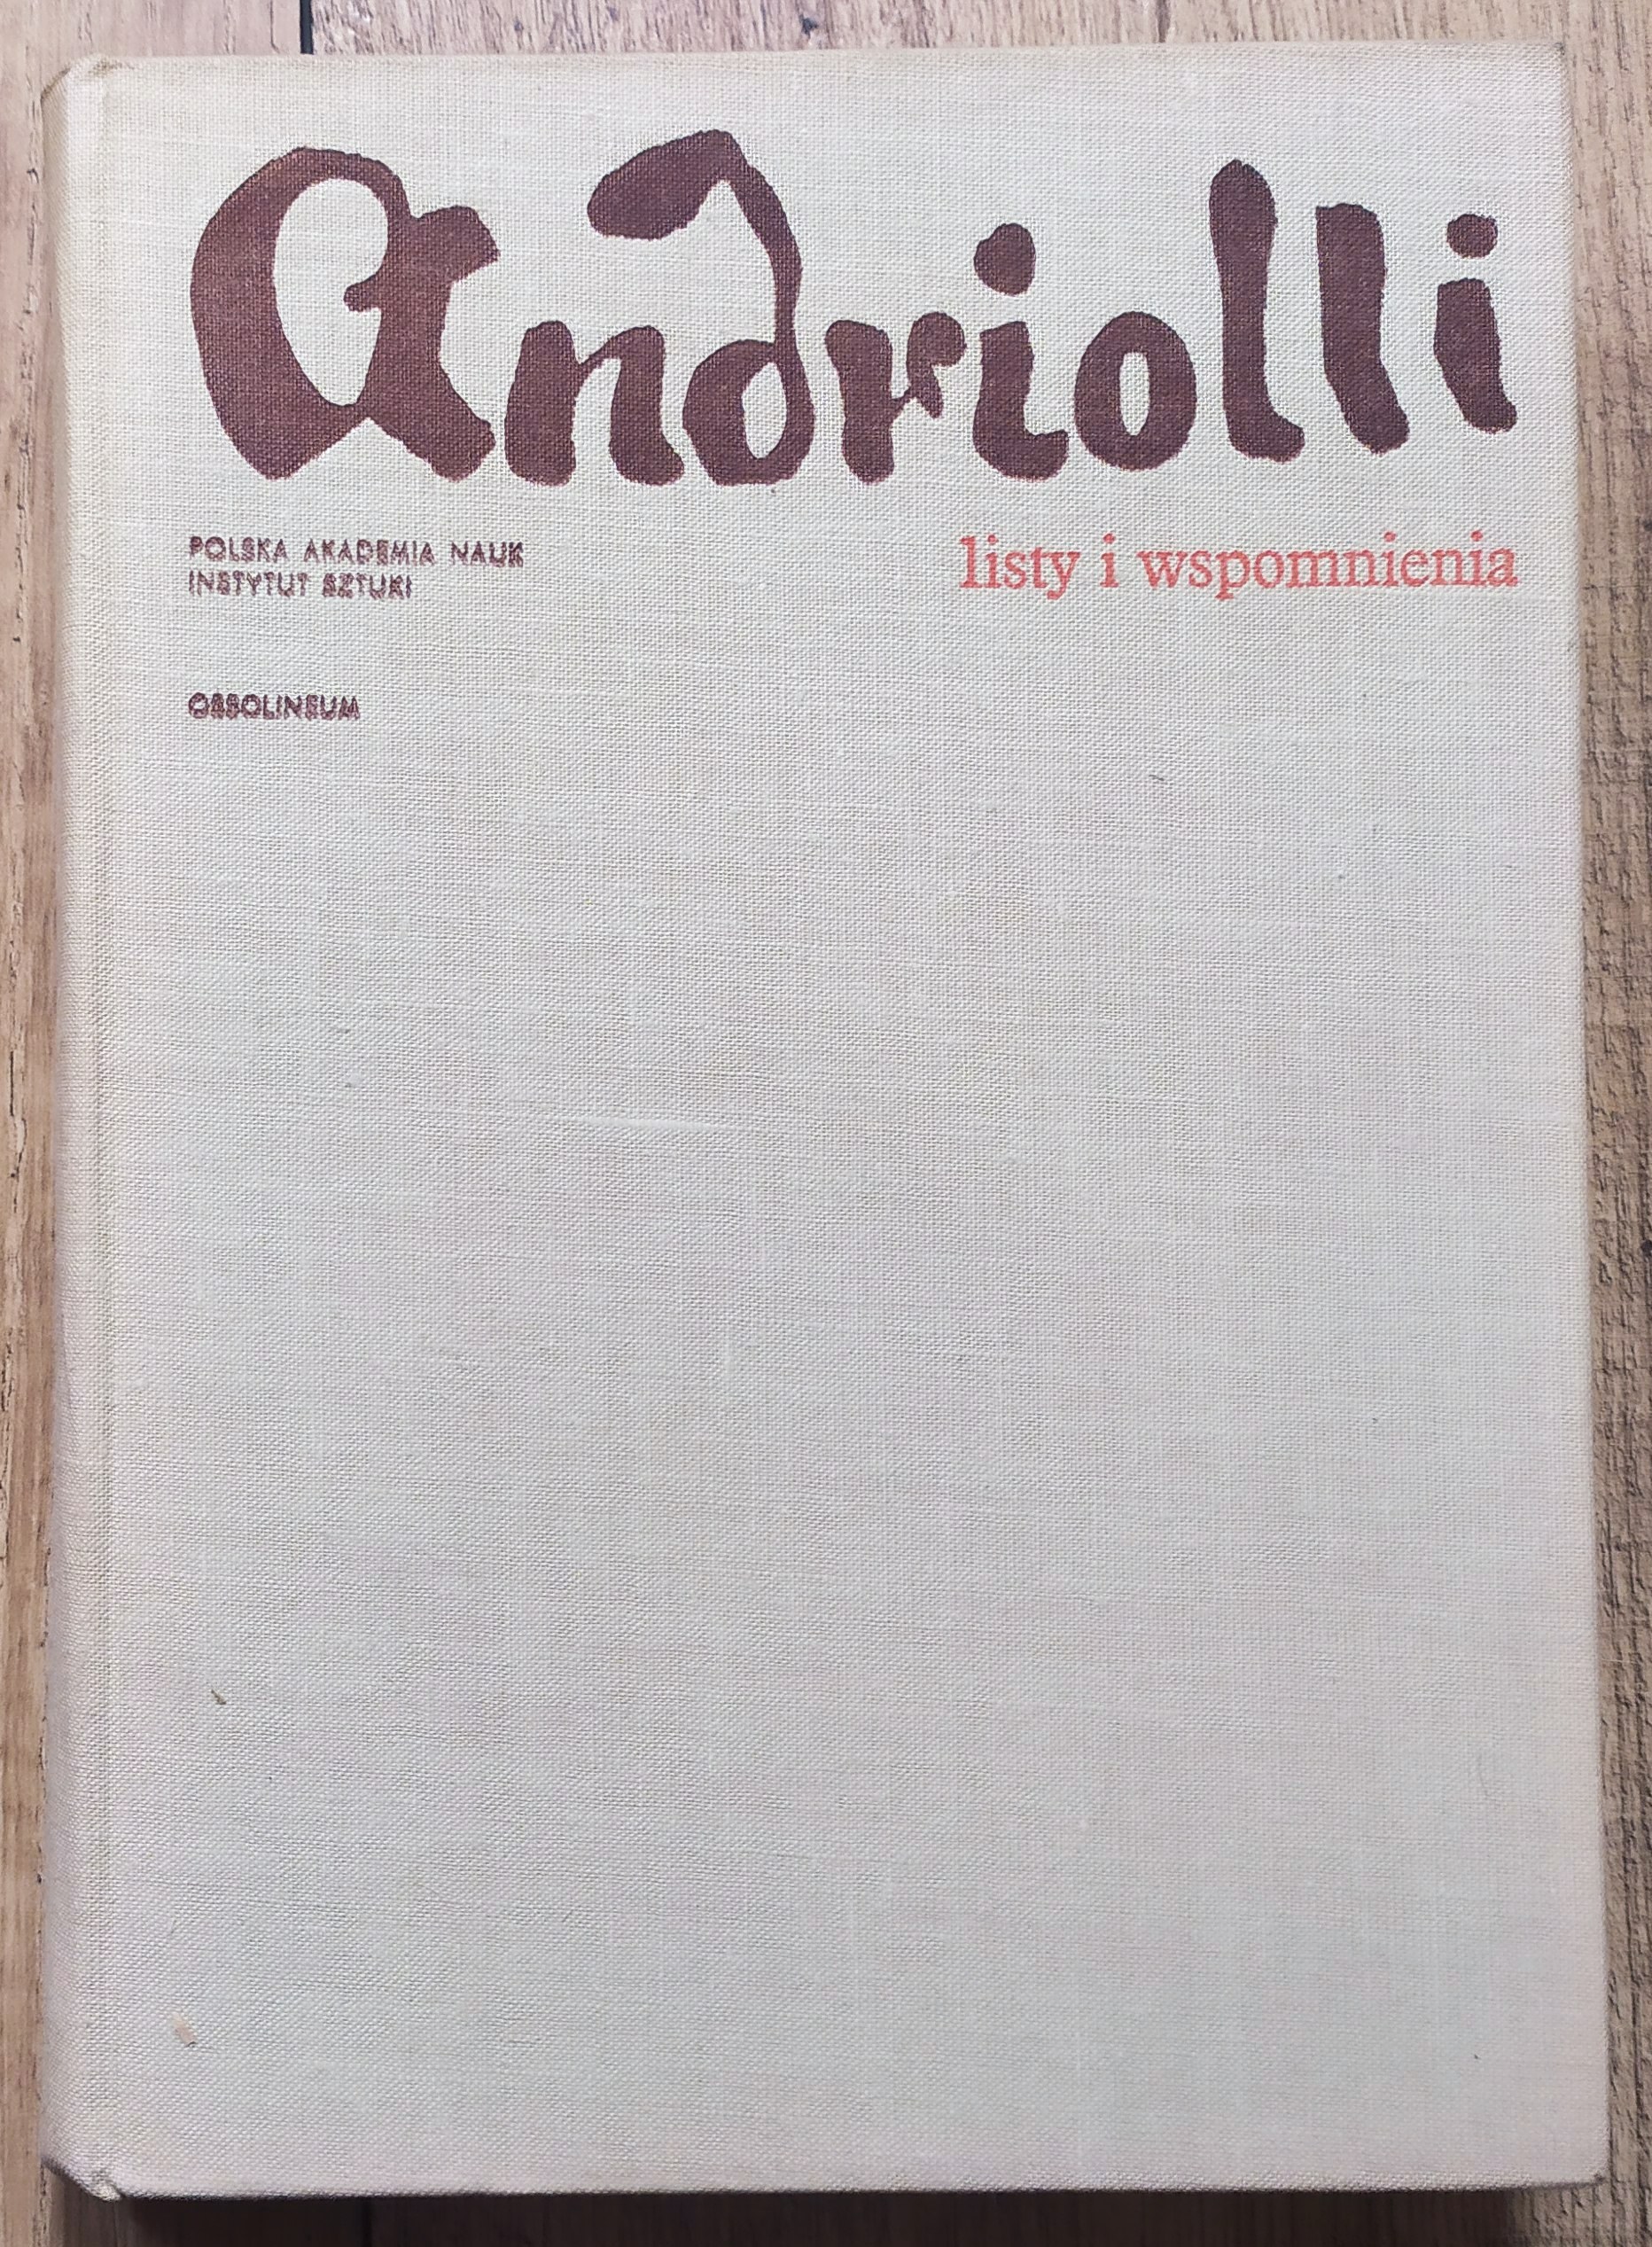 Andriolli
POLSKA AKADEMIA NAUK
INSTYTUT SZTUKI
listy i wspomnienia
OSSOLINEUM